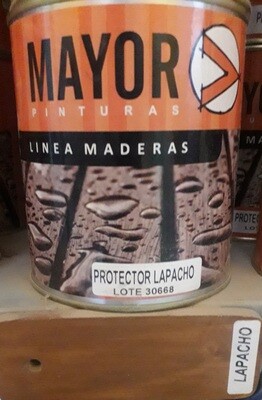 MAYOR
PINTURAS
LINEA MADERAS
PROTECTOR LAPACHO
LOTE 30668
LAPACHO